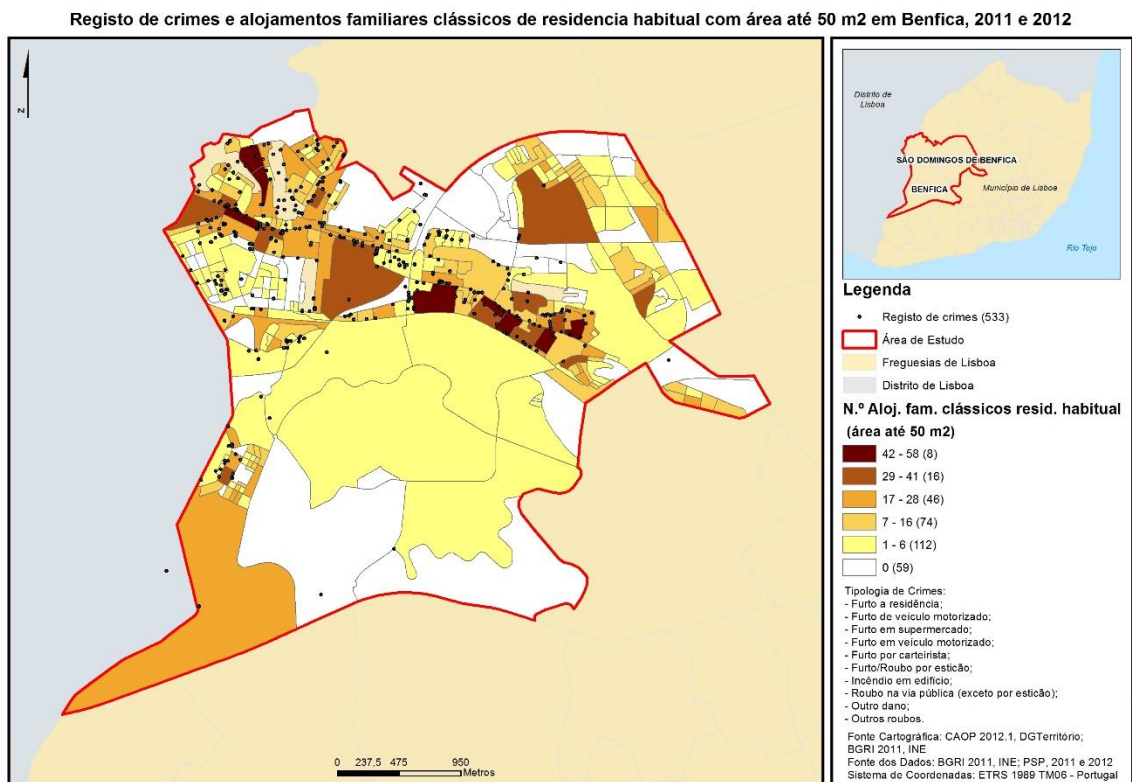 Registo de crimes e alojamentos familiares clássicos de residencia habitual com área até 50 m2 em Benfica, 2011 e 2012
N
Distrito de
Lisboa
SÃO DOMINGOS DE BENFICA
BENFICA
Município de Lisboa
Rio Tejo
Legenda
Registo de crimes (533)
Área de Estudo
Freguesias de Lisboa
Distrito de Lisboa
N.º Aloj. fam. clássicos resid. habitual
(área até 50 m2)
42 - 58 (8)
29 - 41 (16)
17 - 28 (46)
7 - 16 (74)
1 - 6 (112)
0 (59)
Tipologia de Crimes:
- Furto a residência;
- Furto de veículo motorizado;
- Furto em supermercado;
- Furto em veículo motorizado;
- Furto por carteirista;
- Furto/Roubo por esticão;
- Incêndio em edifício;
- Roubo na via pública (exceto por esticão);
- Outro dano;
- Outros roubos.
Fonte Cartográfica: CAOP 2012.1, DGTerritório;
BGRI 2011, INE
Fonte dos Dados: BGRI 2011, INE; PSP, 2011 e 2012
Sistema de Coordenadas: ETRS 1989 TM06 - Portugal
0 237,5 475 950
Metros